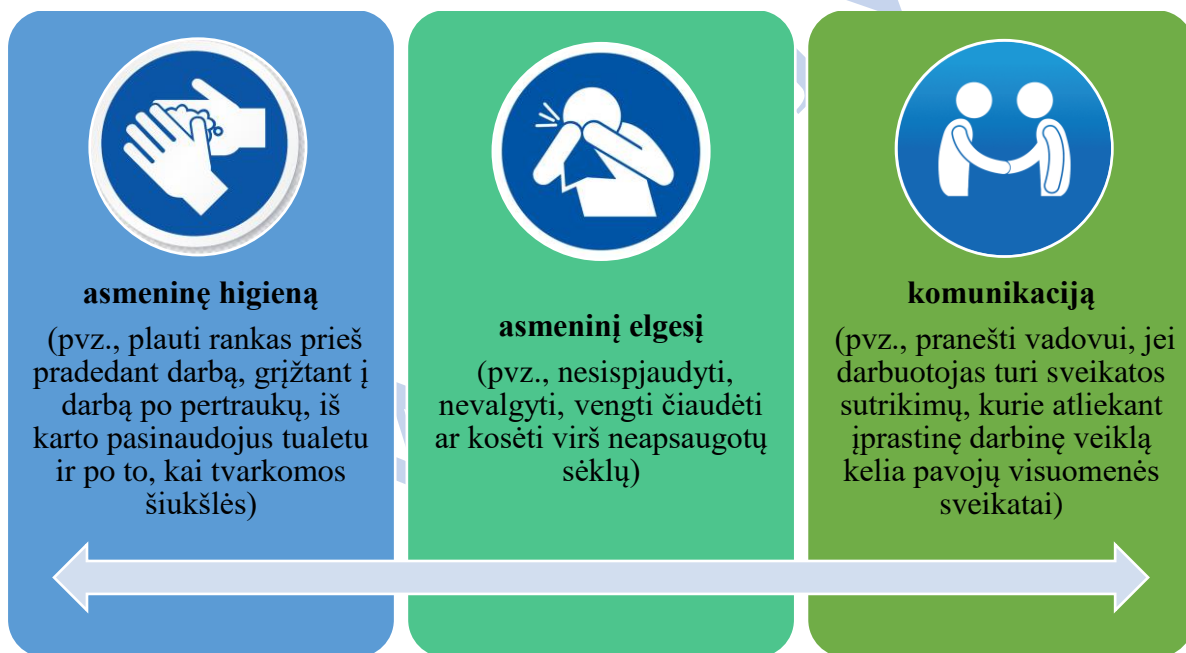 asmeninę higieną
(pvz., plauti rankas prieš
pradedant darbą, grįžtant į
darbą po pertraukų, iš
karto pasinaudojus tualetu
ir po to, kai tvarkomos
šiukšlės)
asmeninį elgesį
(pvz., nesispjaudyti,
nevalgyti, vengti čiaudėti
ar kosėti virš neapsaugotų
sėklų)
komunikaciją
(pvz., pranešti vadovui, jei
darbuotojas turi sveikatos
sutrikimų, kurie atliekant
įprastinę darbinę veiklą
kelia pavojų visuomenės
sveikatai)